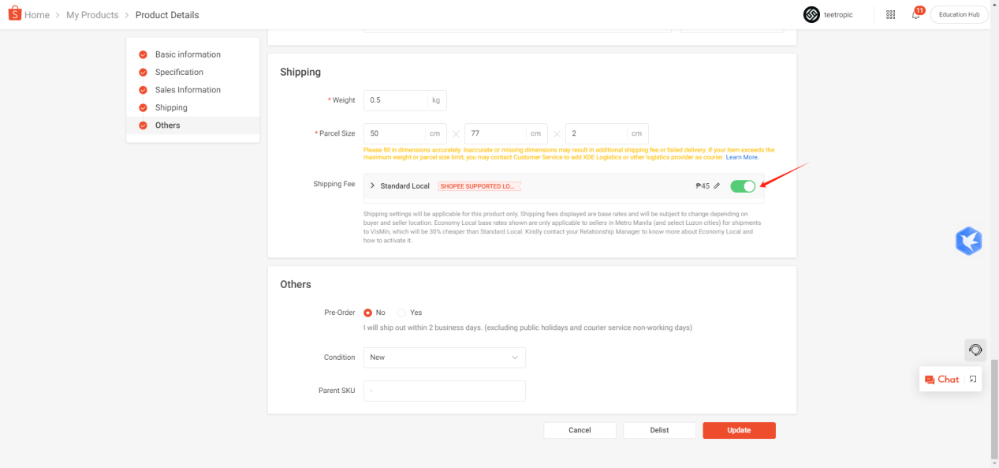 Home > My Products > Product Details
teetropic
11
Education Hub
Basic information
Specification
Sales Information
Shipping
Others
Shipping
* Weight 0.5 kg
* Parcel Size 50 cm × 77 cm × 2 cm
Please fill in dimensions accurately. Inaccurate or missing dimensions may result in additional shipping fee or failed delivery. If your item exceeds the
maximum weight or parcel size limit, you may contact Customer Service to add XDE Logistics or other logistics provider as courier. Learn More.
Shipping Fee
Standard Local SHOPEE SUPPORTED LO... ₱45
Shipping settings will be applicable for this product only. Shipping fees displayed are base rates and will be subject to change depending on
buyer and seller location. Economy Local base rates shown are only applicable to sellers in Metro Manila (and select Luzon cities) for shipments
to VisMin, which will be 30% cheaper than Standard Local. Kindly contact your Relationship Manager to know more about Economy Local and
how to activate it.
Others
Pre-Order No Yes
I will ship out within 2 business days. (excluding public holidays and courier service non-working days)
Condition New
Parent SKU -
Chat
Cancel Delist Update